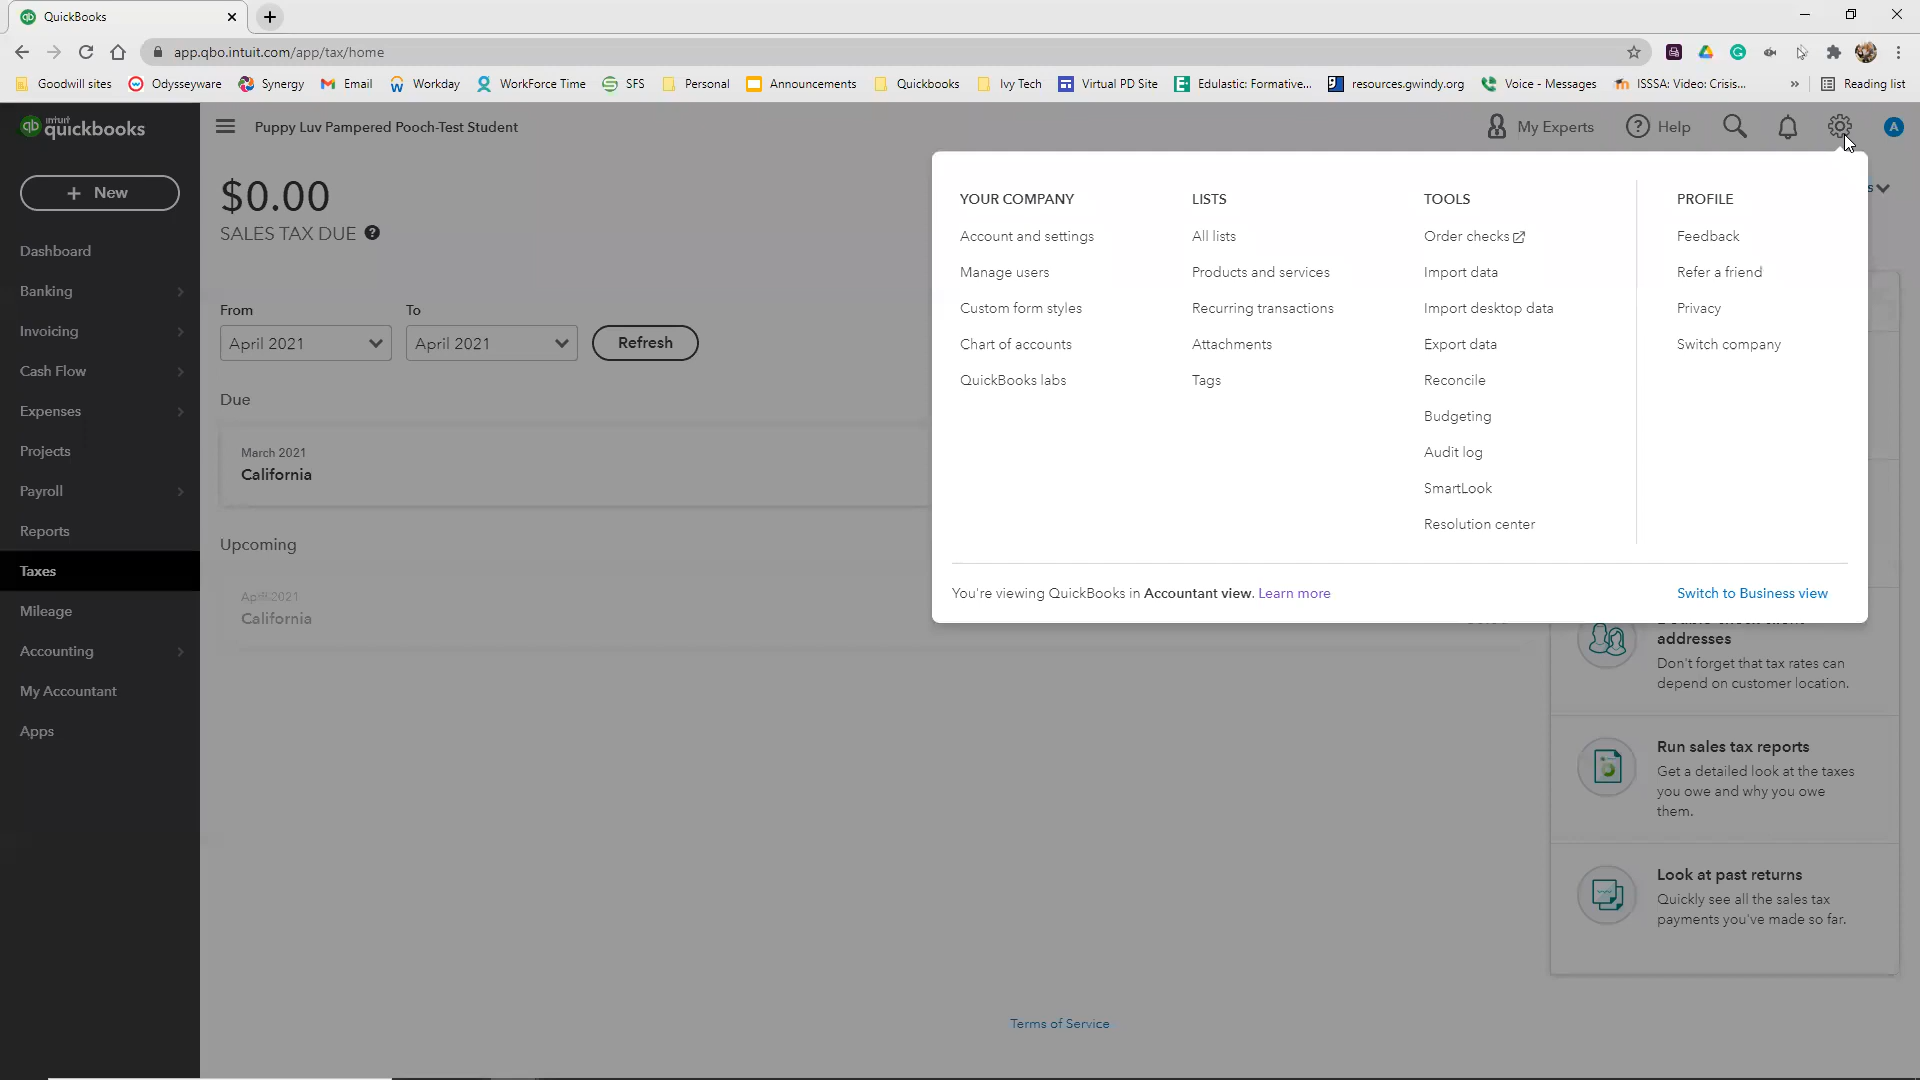 QuickBooks
app.qbo.intuit.com/app/tax/home
Goodwill sites
Odysseyware
Synergy
Email
Workday
WorkForce Time
SFS
Personal
Announcements
Quickbooks
Ivy Tech
Virtual PD Site
Edulastic: Formative...
resources.gwindy.org
Voice - Messages
ISSSA: Video: Crisis...
»
Reading list
intuit
quickbooks
Puppy Luv Pampered Pooch-Test Student
My Experts
Help
A
+ New
Dashboard
Banking
Invoicing
Cash Flow
Expenses
Projects
Payroll
Reports
Taxes
Mileage
Accounting
My Accountant
Apps
$0.00
SALES TAX DUE
From
To
April 2021
April 2021
Refresh
Due
March 2021
California
Upcoming
April 2021
California
YOUR COMPANY
Account and settings
Manage users
Custom form styles
Chart of accounts
QuickBooks labs
LISTS
All lists
Products and services
Recurring transactions
Attachments
Tags
TOOLS
Order checks
Import data
Import desktop data
Export data
Reconcile
Budgeting
Audit log
SmartLook
Resolution center
PROFILE
Feedback
Refer a friend
Privacy
Switch company
You're viewing QuickBooks in Accountant view. Learn more
Switch to Business view
addresses
Don't forget that tax rates can
depend on customer location.
Run sales tax reports
Get a detailed look at the taxes
you owe and why you owe
them.
Look at past returns
Quickly see all the sales tax
payments you've made so far.
Terms of Service